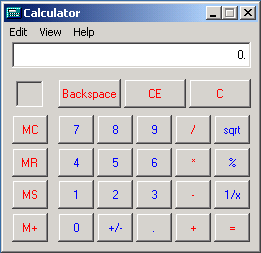 Calculator
Edit View Help
0.
Backspace CE C
MC 7 8 9 / sqrt
MR 4 5 6 * %
MS 1 2 3 - 1/x
M+ 0 +/- . + =